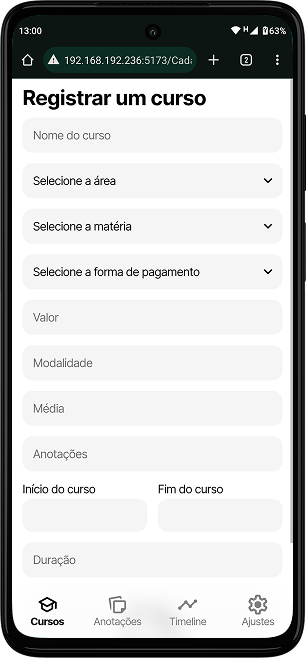 13:00
H
63%
192.168.192.236:5173/Cada
2
Registrar um curso
Nome do curso
Selecione a área
Selecione a matéria
Selecione a forma de pagamento
Valor
Modalidade
Média
Anotações
Início do curso
Fim do curso
Duração
Cursos
Anotações
Timeline
Ajustes